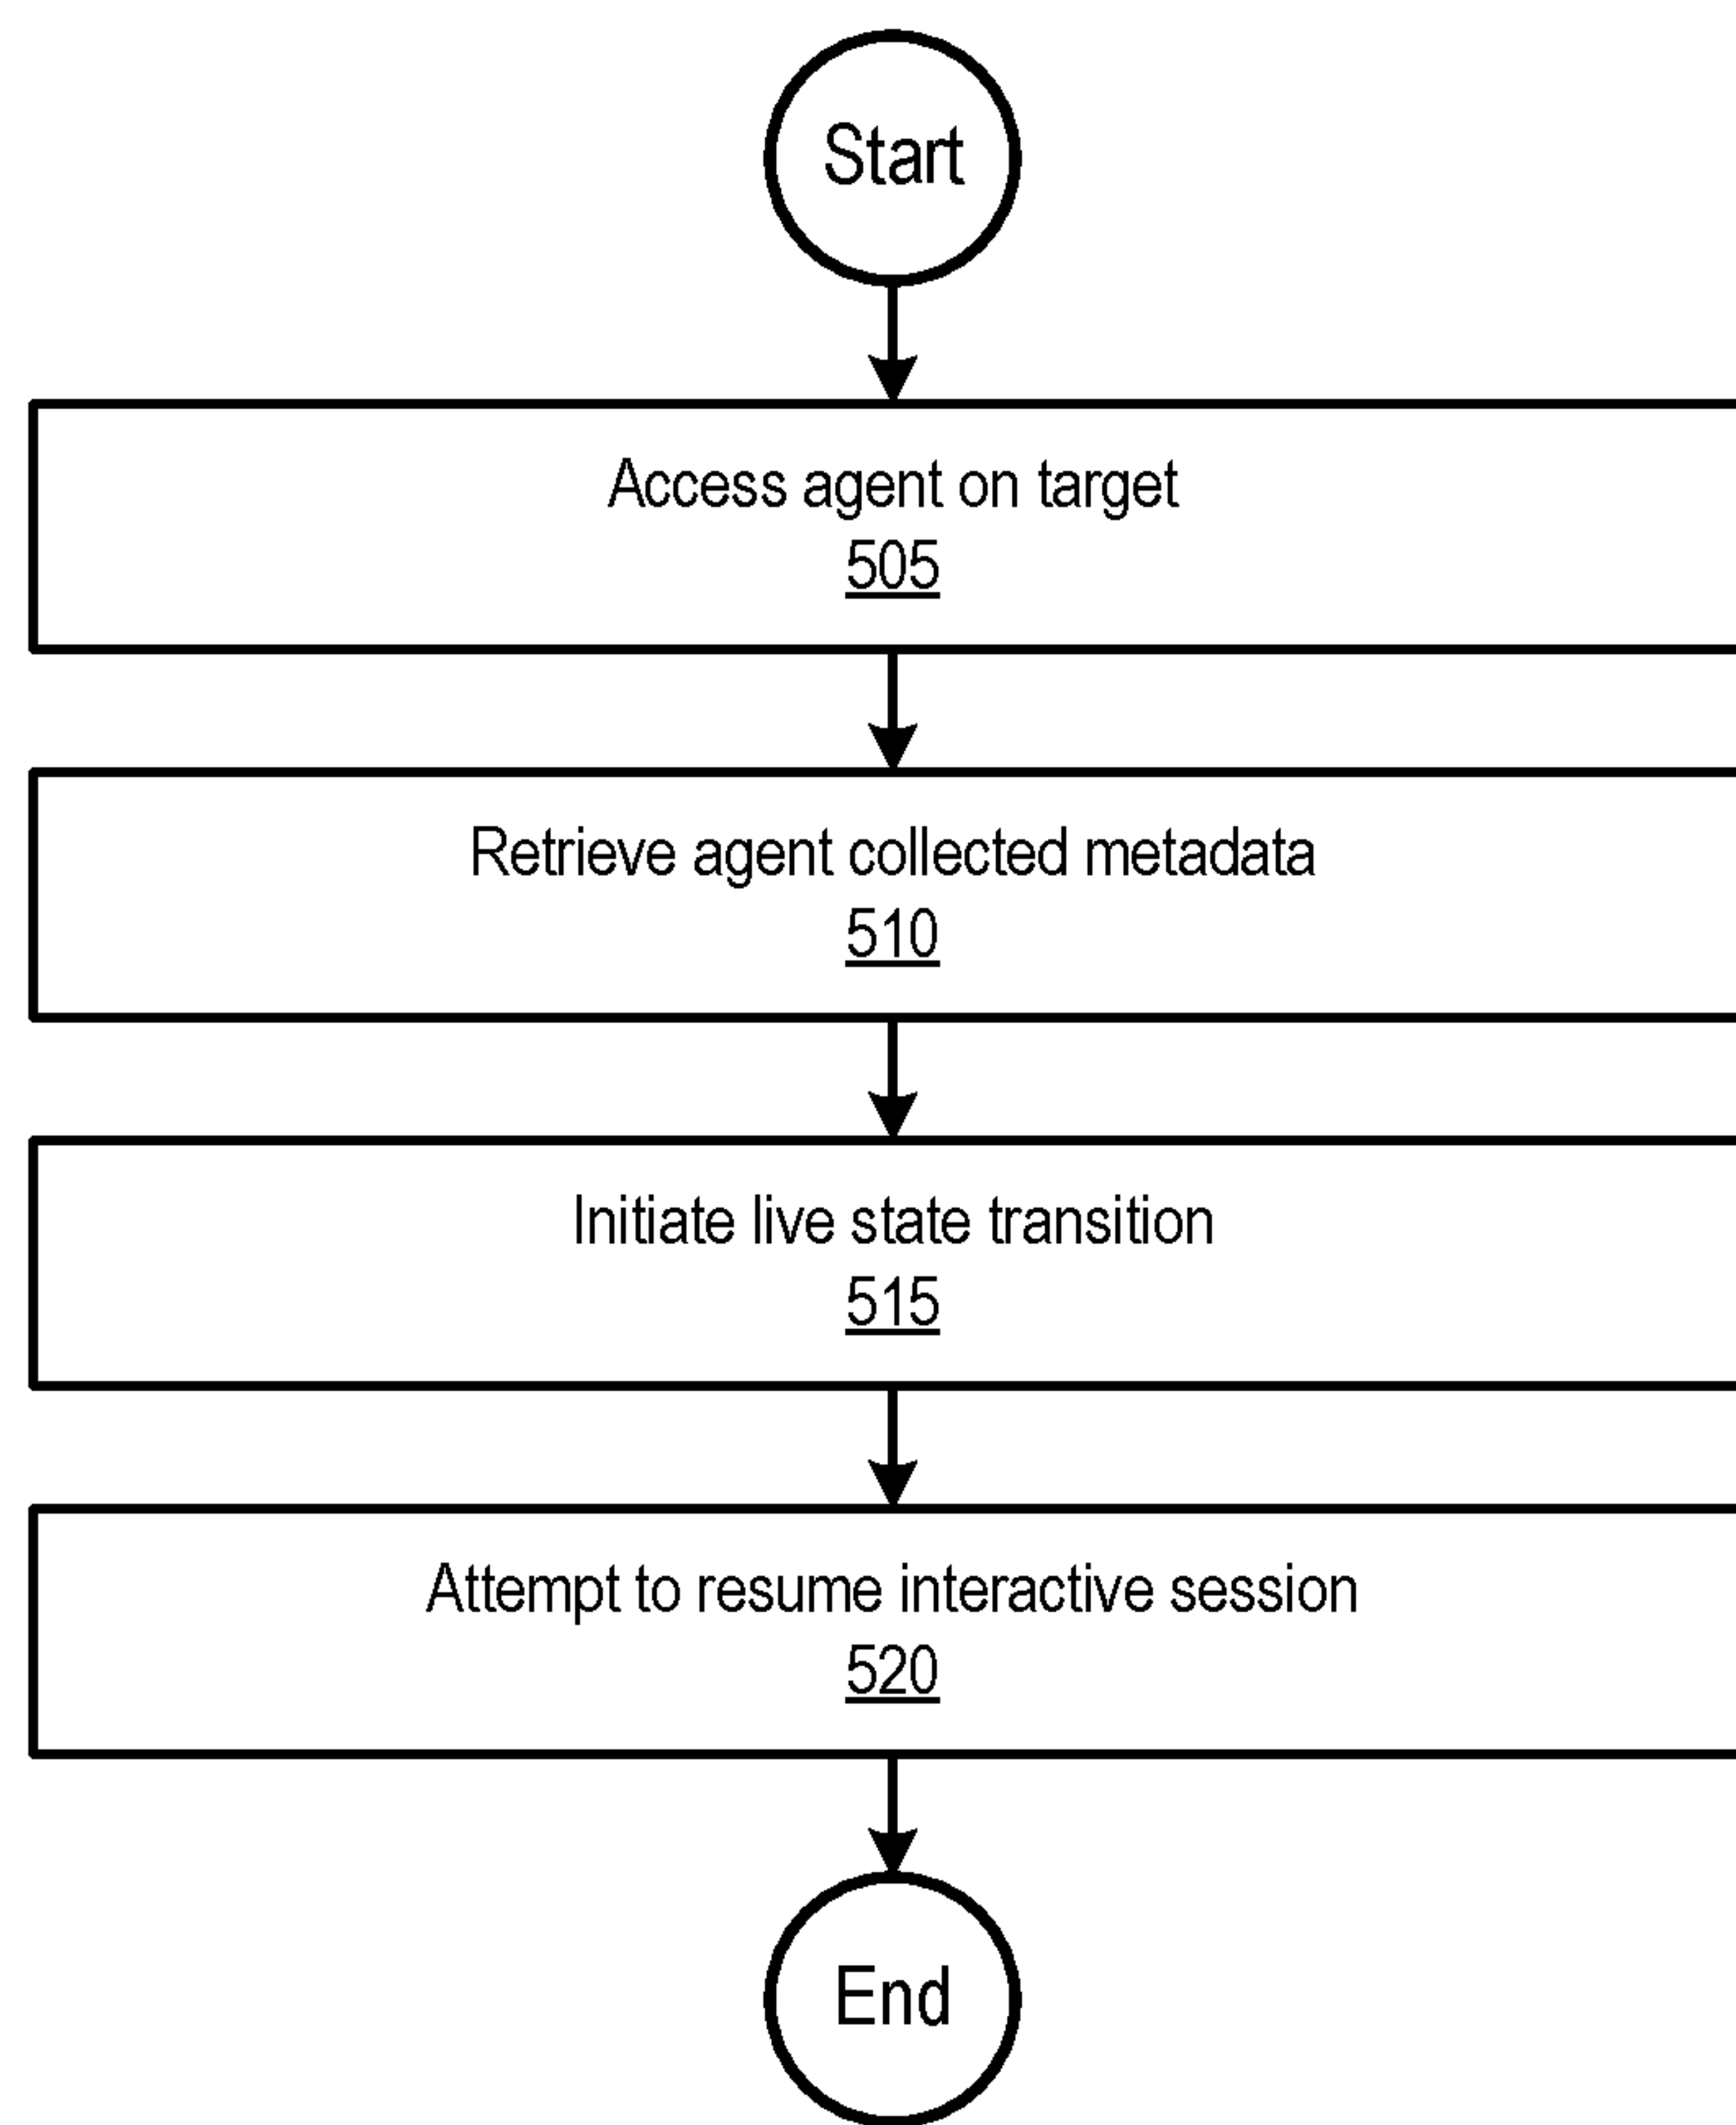 Start
Access agent on target
505
Retrieve agent collected metadata
510
Initiate live state transition
515
Attempt to resume interactive session
520
End